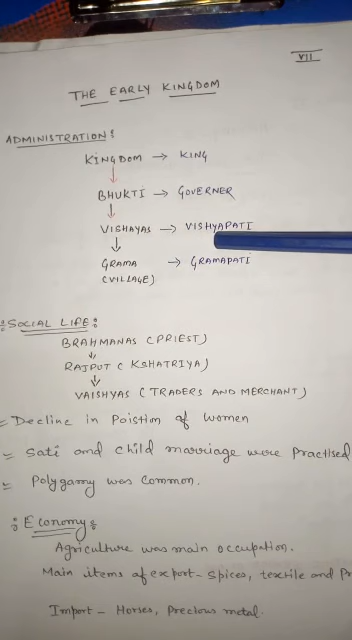 VII
THE EARLY KINGDOM
ADMINISTRATION:
KINGDOM → KING
↓
BHUKTI → GOVERNER
↓
VISHAYAS → VISHYAPATI
↓
GRAMA → GRAMAPATI
(VILLAGE)
:SOCIAL LIFE:
BRAHMANAS (PRIEST)
↓
RAJPUT (KSHATRIYA)
↓
VAISHYAS (TRADERS AND MERCHANT)
= Decline in Poistion of women
= Sati and child marriage were Practised
= Polygamy was common.
:Economy:
Agriculture was main occupation.
Main items of export- Spices, textile and
Import - Horses, Precious metal.